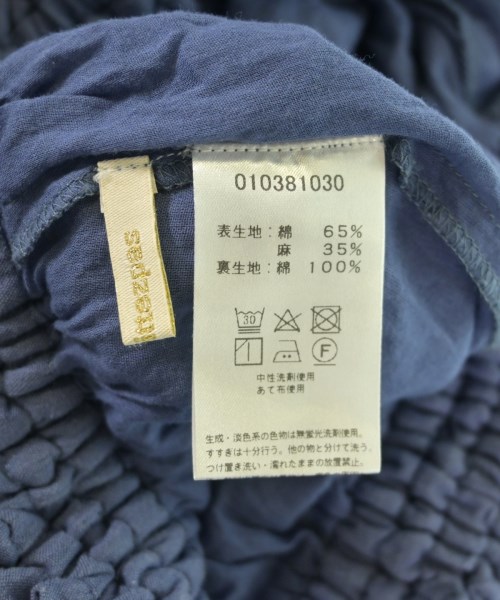 010381030
表生地：綿 65%
麻 35%
裏生地：綿 100%
30
F
中性洗剤使用
あて布使用
生成・淡色系の色物は無蛍光洗剤使用。
すすぎは十分行う。他の物と分けて洗う。
つけ置き洗い・濡れたままの放置禁止。